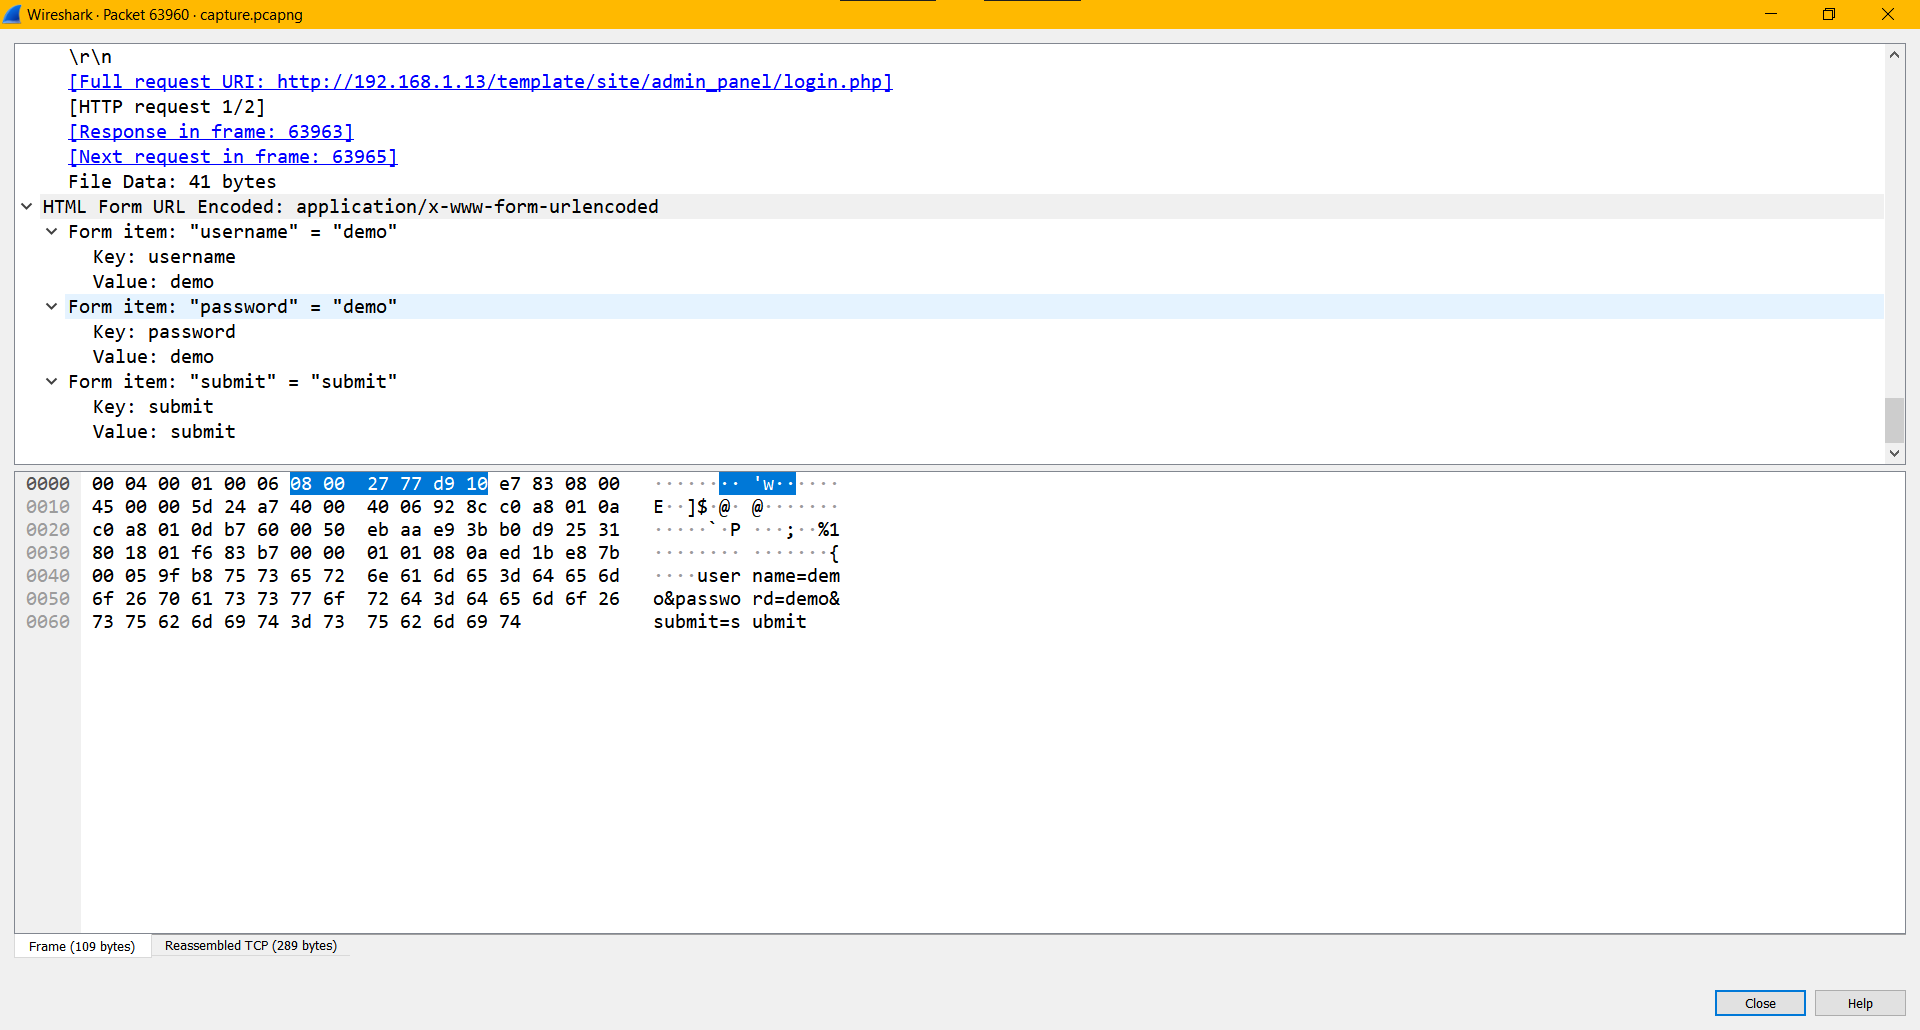 Wireshark · Packet 63960 · capture.pcapng
\r\n
[Full request URI: http://192.168.1.13/template/site/admin_panel/login.php]
[HTTP request 1/2]
[Response in frame: 63963]
[Next request in frame: 63965]
File Data: 41 bytes
HTML Form URL Encoded: application/x-www-form-urlencoded
Form item: "username" = "demo"
Key: username
Value: demo
Form item: "password" = "demo"
Key: password
Value: demo
Form item: "submit" = "submit"
Key: submit
Value: submit
0000 00 04 00 01 00 06 08 00 27 77 d9 10 e7 83 08 00 ········ 'w······
0010 45 00 00 5d 24 a7 40 00 40 06 92 8c c0 a8 01 0a E··]$·@· @·······
0020 c0 a8 01 0d b7 60 00 50 eb aa e9 3b b0 d9 25 31 ·····`·P ···;··%1
0030 80 18 01 f6 83 b7 00 00 01 01 08 0a ed 1b e8 7b ········ ·······{
0040 00 05 9f b8 75 73 65 72 6e 61 6d 65 3d 64 65 6d ····user name=dem
0050 6f 26 70 61 73 73 77 6f 72 64 3d 64 65 6d 6f 26 o&passwo rd=demo&
0060 73 75 62 6d 69 74 3d 73 75 62 6d 69 74 submit=s ubmit
Frame (109 bytes) Reassembled TCP (289 bytes)
Close Help